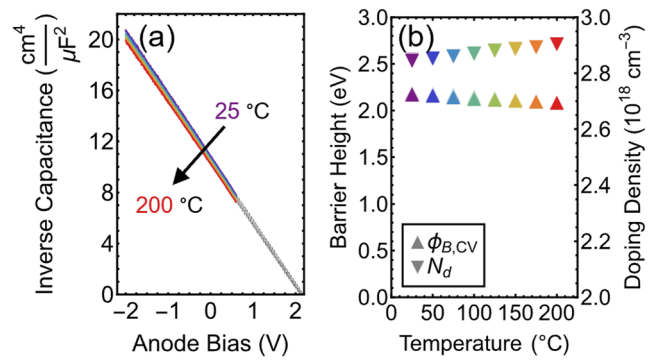 (a)
Inverse Capacitance (cm⁴/μF²)
20
16
12
8
4
0
25 °C
200 °C
−2 −1 0 1 2
Anode Bias (V)
(b)
Barrier Height (eV)
3.0
2.5
2.0
1.5
1.0
0.5
0.0
ϕB,CV
Nd
0 50 100 150 200
Temperature (°C)
3.0
2.8
2.6
2.4
2.2
2.0
Doping Density (10¹⁸ cm⁻³)